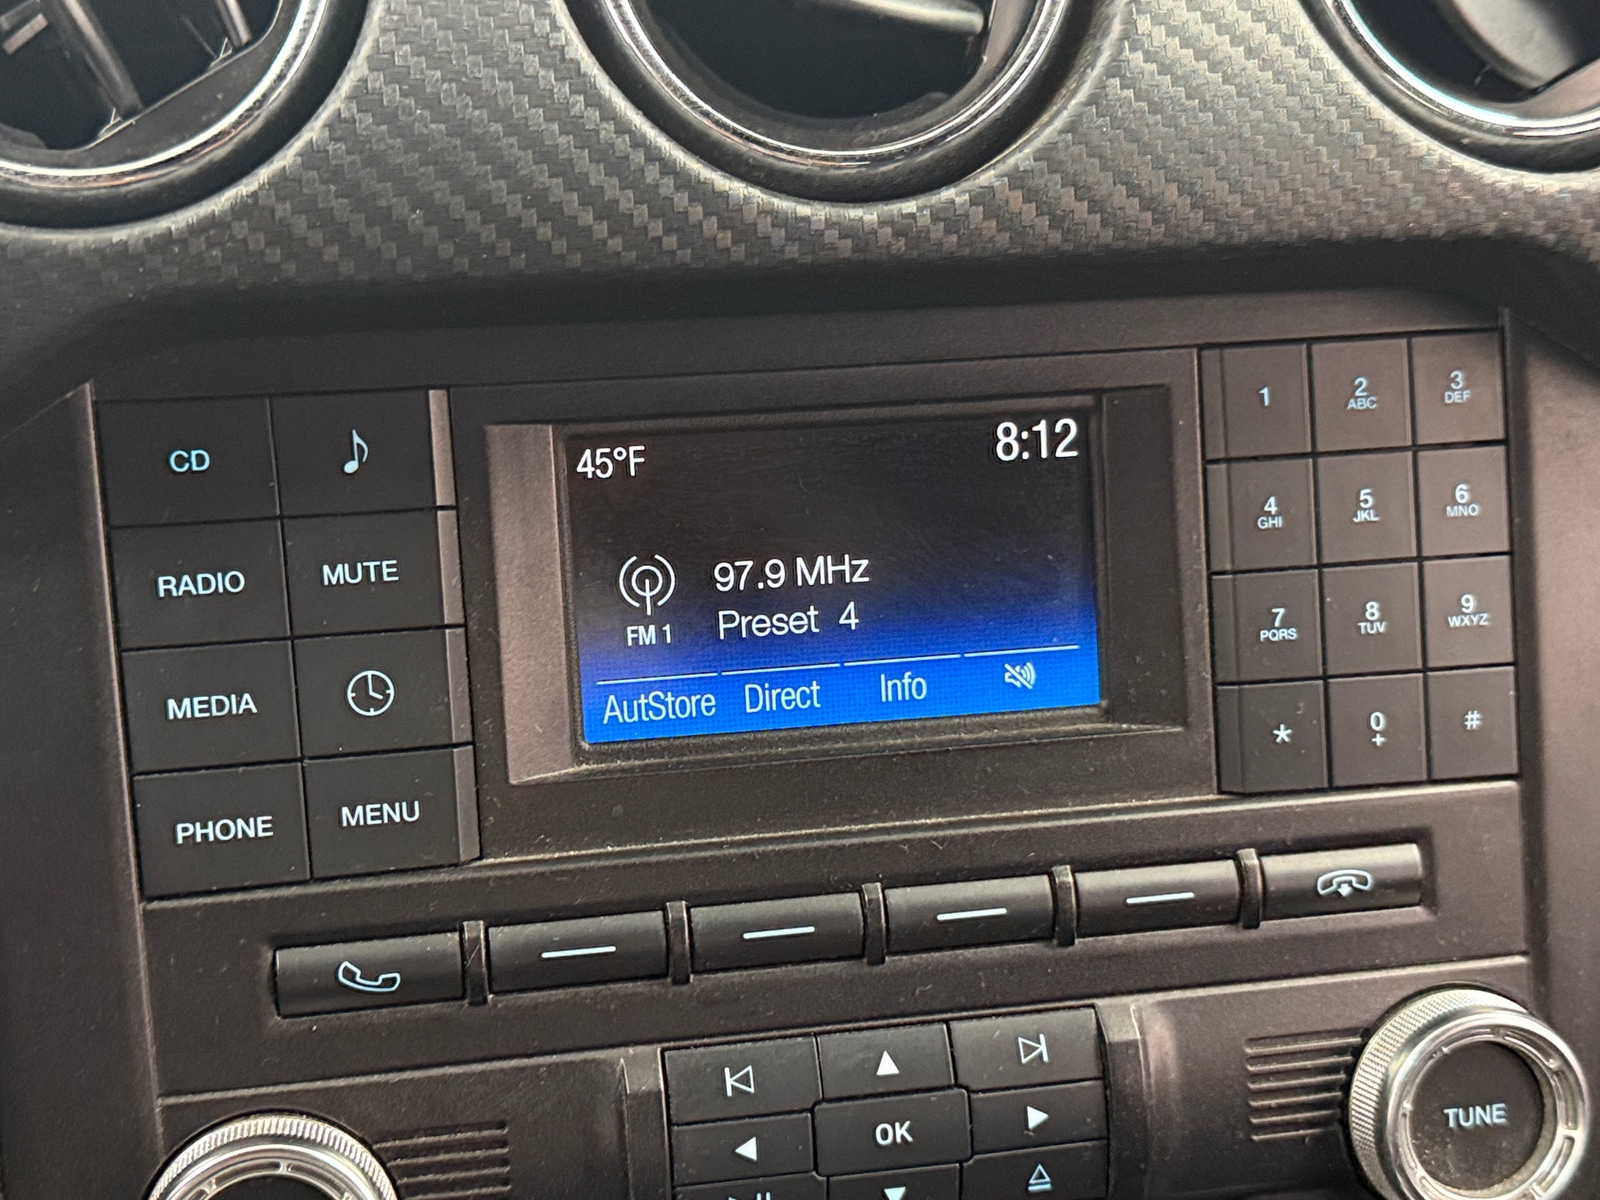 45°F 8:12
97.9 MHz
FM 1 Preset 4
AutStore Direct Info
CD
RADIO MUTE
MEDIA
PHONE MENU
1 2 ABC 3 DEF
4 GHI 5 JKL 6 MNO
7 PQRS 8 TUV 9 WXYZ
* 0 + #
OK
TUNE